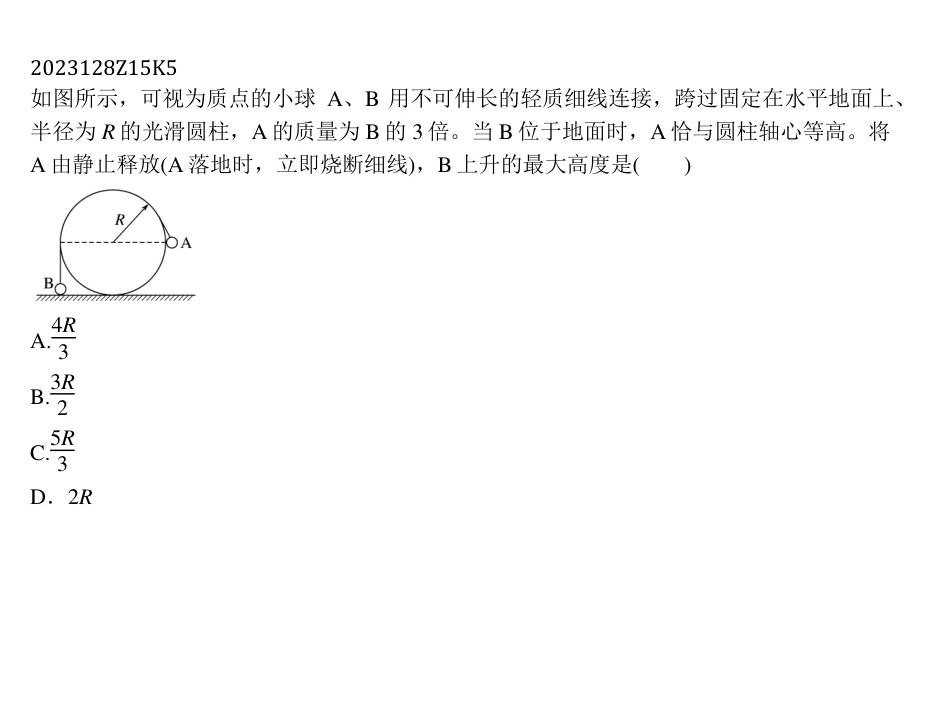 2023128Z15K5
如图所示，可视为质点的小球 A、B 用不可伸长的轻质细线连接，跨过固定在水平地面上、
半径为 R 的光滑圆柱，A 的质量为 B 的 3 倍。当 B 位于地面时，A 恰与圆柱轴心等高。将
A 由静止释放(A 落地时，立即烧断细线)，B 上升的最大高度是(　　)
R
A
B
A.4R/3
B.3R/2
C.5R/3
D．2R